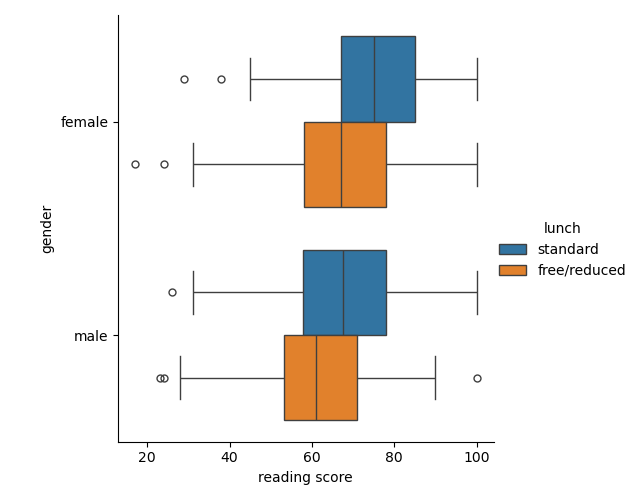 female
male
gender
20 40 60 80 100
reading score
lunch
standard
free/reduced